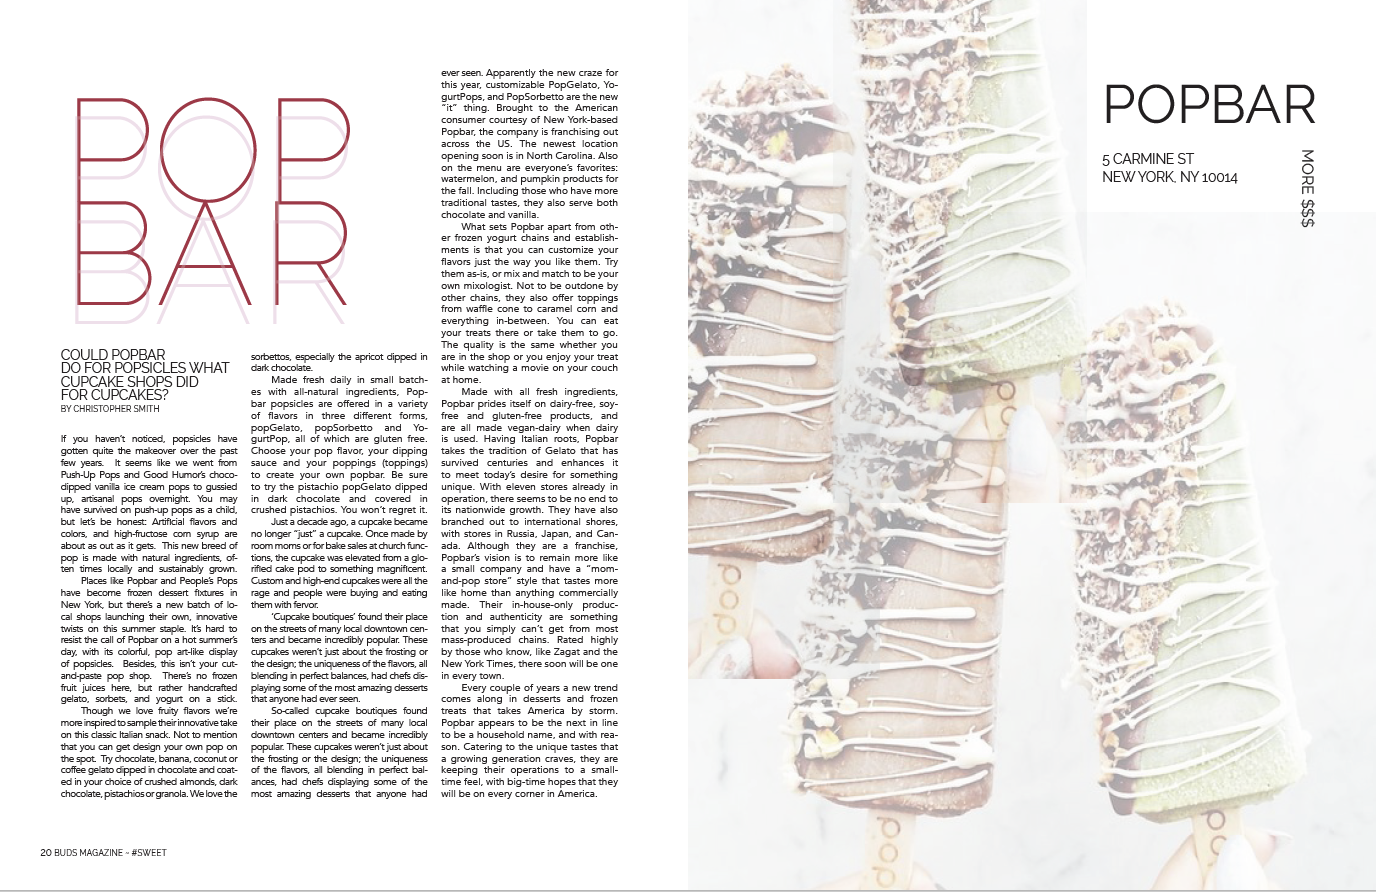 POP
BAR
COULD POPBAR
DO FOR POPSICLES WHAT
CUPCAKE SHOPS DID
FOR CUPCAKES?
BY CHRISTOPHER SMITH
If you haven't noticed, popsicles have
gotten quite the makeover over the past
few years. It seems like we went from
Push-Up Pops and Good Humor's choco-
dipped vanilla ice cream pops to gussied
up, artisanal pops overnight. You may
have survived on push-up pops as a child,
but let's be honest: Artificial flavors and
colors, and high-fructose corn syrup are
about as out as it gets. This new breed of
pop is made with natural ingredients, of-
ten times locally and sustainably grown.
Places like Popbar and People's Pops
have become frozen dessert fixtures in
New York, but there's a new batch of lo-
cal shops launching their own, innovative
twists on this summer staple. It's hard to
resist the call of Popbar on a hot summer's
day, with its colorful, pop art-like display
of popsicles. Besides, this isn't your cut-
and-paste pop shop. There's no frozen
fruit juices here, but rather handcrafted
gelato, sorbets, and yogurt on a stick.
Though we love fruity flavors we're
more inspired to sample their innovative take
on this classic Italian snack. Not to mention
that you can get design your own pop on
the spot. Try chocolate, banana, coconut or
coffee gelato dipped in chocolate and coat-
ed in your choice of crushed almonds, dark
chocolate, pistachios or granola. We love the
sorbettos, especially the apricot dipped in
dark chocolate.
Made fresh daily in small batch-
es with all-natural ingredients, Pop-
bar popsicles are offered in a variety
of flavors in three different forms,
popGelato, popSorbetto and Yo-
gurtPop, all of which are gluten free.
Choose your pop flavor, your dipping
sauce and your poppings (toppings)
to create your own popbar. Be sure
to try the pistachio popGelato dipped
in dark chocolate and covered in
crushed pistachios. You won't regret it.
Just a decade ago, a cupcake became
no longer "just" a cupcake. Once made by
room moms or for bake sales at church func-
tions, the cupcake was elevated from a glo-
rified cake pod to something magnificent.
Custom and high-end cupcakes were all the
rage and people were buying and eating
them with fervor.
'Cupcake boutiques' found their place
on the streets of many local downtown cen-
ters and became incredibly popular. These
cupcakes weren't just about the frosting or
the design; the uniqueness of the flavors, all
blending in perfect balances, had chefs dis-
playing some of the most amazing desserts
that anyone had ever seen.
So-called cupcake boutiques found
their place on the streets of many local
downtown centers and became incredibly
popular. These cupcakes weren't just about
the frosting or the design; the uniqueness
of the flavors, all blending in perfect bal-
ances, had chefs displaying some of the
most amazing desserts that anyone had
ever seen. Apparently the new craze for
this year, customizable PopGelato, Yo-
gurtPops, and PopSorbetto are the new
"it" thing. Brought to the American
consumer courtesy of New York-based
Popbar, the company is franchising out
across the US. The newest location
opening soon is in North Carolina. Also
on the menu are everyone's favorites:
watermelon, and pumpkin products for
the fall. Including those who have more
traditional tastes, they also serve both
chocolate and vanilla.
What sets Popbar apart from oth-
er frozen yogurt chains and establish-
ments is that you can customize your
flavors just the way you like them. Try
them as-is, or mix and match to be your
own mixologist. Not to be outdone by
other chains, they also offer toppings
from waffle cone to caramel corn and
everything in-between. You can eat
your treats there or take them to go.
The quality is the same whether you
are in the shop or you enjoy your treat
while watching a movie on your couch
at home.
Made with all fresh ingredients,
Popbar prides itself on dairy-free, soy-
free and gluten-free products, and
are all made vegan-dairy when dairy
is used. Having Italian roots, Popbar
takes the tradition of Gelato that has
survived centuries and enhances it
to meet today's desire for something
unique. With eleven stores already in
operation, there seems to be no end to
its nationwide growth. They have also
branched out to international shores,
with stores in Russia, Japan, and Can-
ada. Although they are a franchise,
Popbar's vision is to remain more like
a small company and have a "mom-
and-pop store" style that tastes more
like home than anything commercially
made. Their in-house-only produc-
tion and authenticity are something
that you simply can't get from most
mass-produced chains. Rated highly
by those who know, like Zagat and the
New York Times, there soon will be one
in every town.
Every couple of years a new trend
comes along in desserts and frozen
treats that takes America by storm.
Popbar appears to be the next in line
to be a household name, and with rea-
son. Catering to the unique tastes that
a growing generation craves, they are
keeping their operations to a small-
time feel, with big-time hopes that they
will be on every corner in America.
20 BUDS MAGAZINE ~ #SWEET
POPBAR
5 CARMINE ST
NEW YORK, NY 10014
MORE $$$
pop
pop
pop
pop